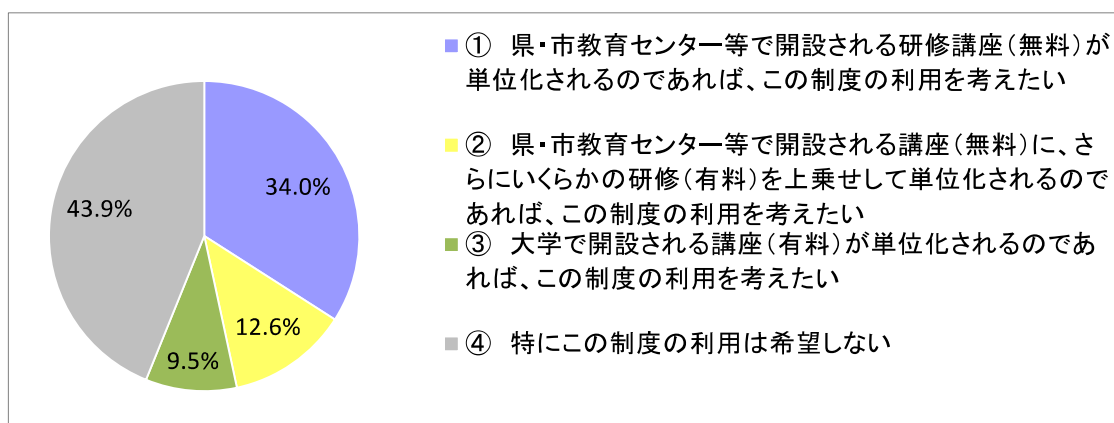 ① 県・市教育センター等で開設される研修講座（無料）が
単位化されるのであれば、この制度の利用を考えたい
② 県・市教育センター等で開設される講座（無料）に、さ
らにいくらかの研修（有料）を上乗せして単位化されるので
あれば、この制度の利用を考えたい
③ 大学で開設される講座（有料）が単位化されるのであ
れば、この制度の利用を考えたい
④ 特にこの制度の利用は希望しない
34.0%
43.9%
12.6%
9.5%